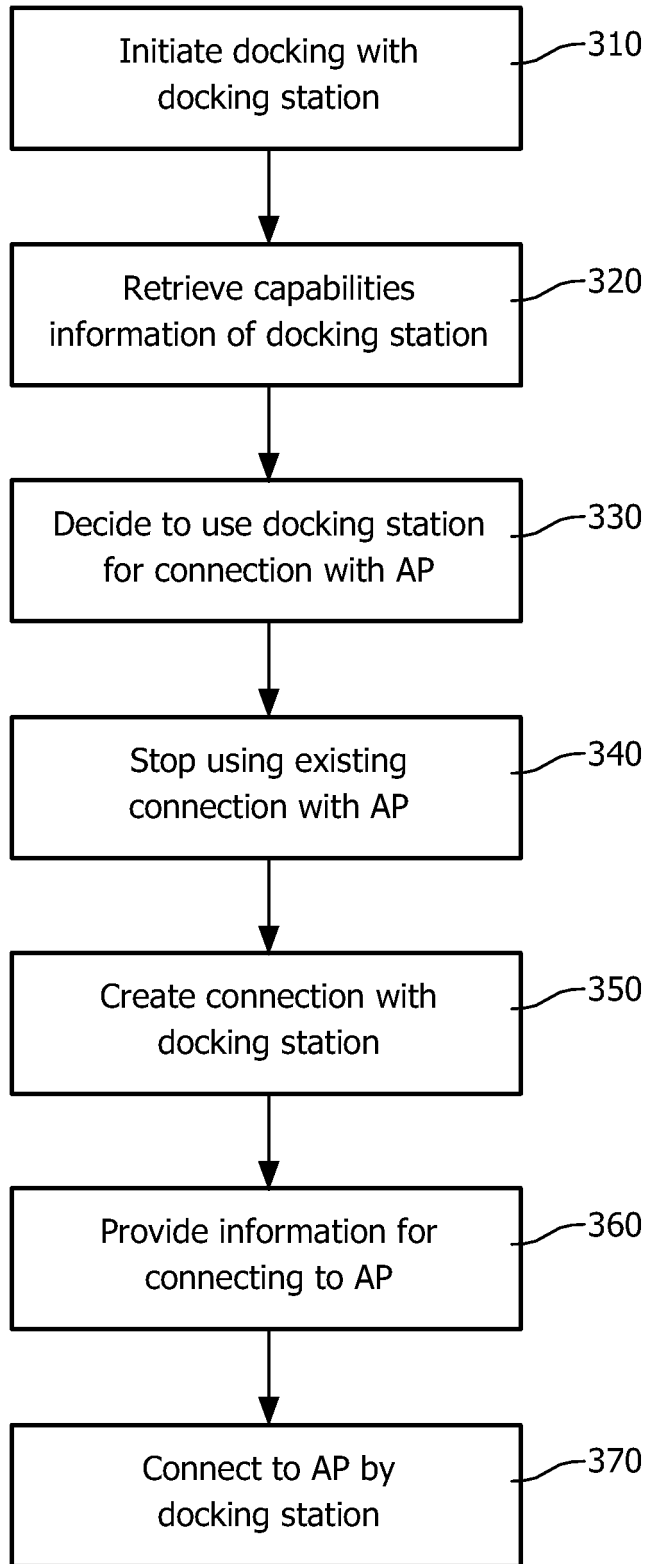 Initiate docking with
docking station
310
Retrieve capabilities
information of docking station
320
Decide to use docking station
for connection with AP
330
Stop using existing
connection with AP
340
Create connection with
docking station
350
Provide information for
connecting to AP
360
Connect to AP by
docking station
370